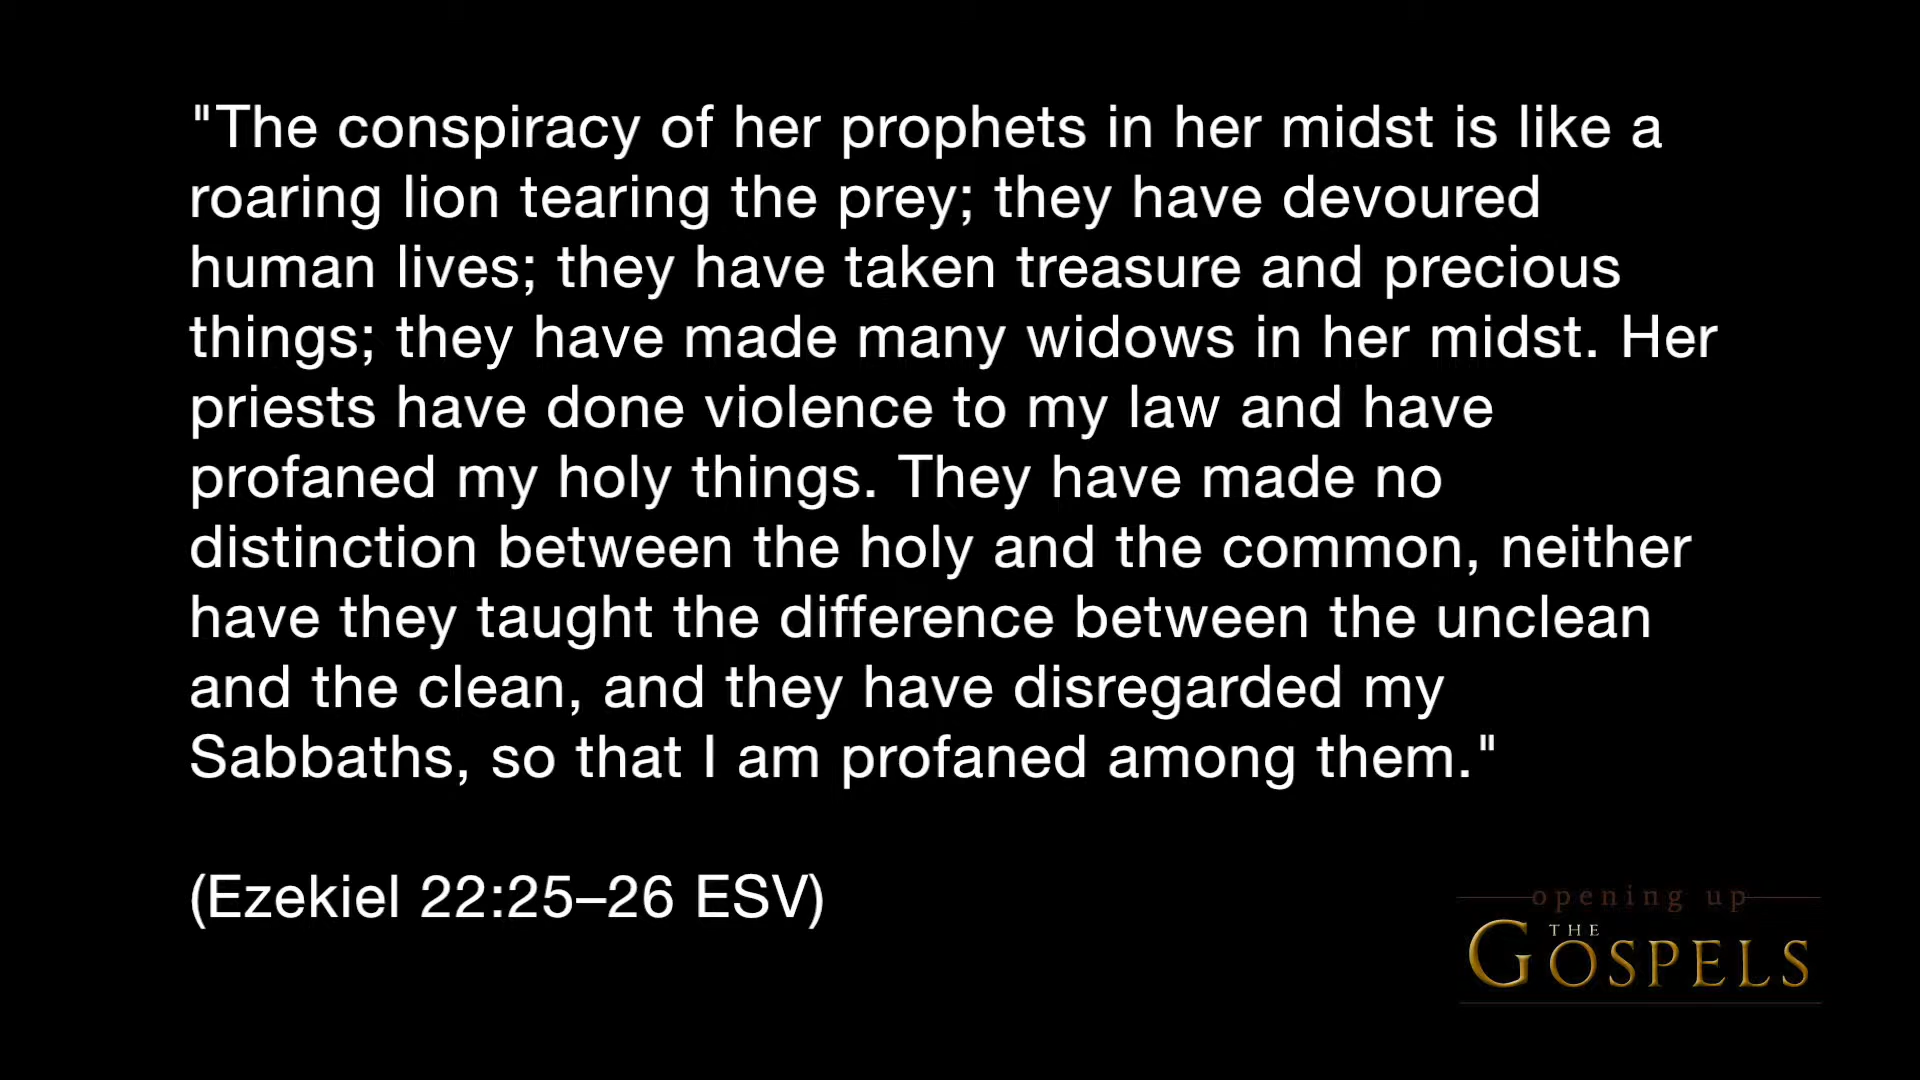 "The conspiracy of her prophets in her midst is like a
roaring lion tearing the prey; they have devoured
human lives; they have taken treasure and precious
things; they have made many widows in her midst. Her
priests have done violence to my law and have
profaned my holy things. They have made no
distinction between the holy and the common, neither
have they taught the difference between the unclean
and the clean, and they have disregarded my
Sabbaths, so that I am profaned among them."
(Ezekiel 22:25–26 ESV)
opening up
THE
GOSPELS